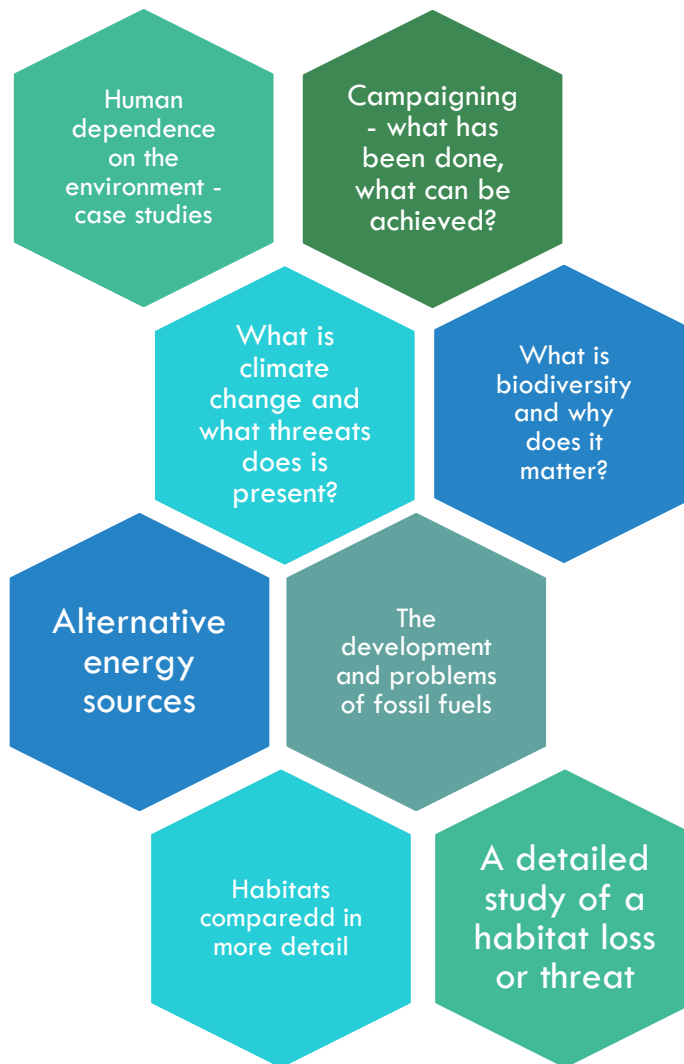 Human
dependence
on the
environment -
case studies
Campaigning
- what has
been done,
what can be
achieved?
What is
climate
change and
what threeats
does is
present?
What is
biodiversity
and why
does it
matter?
Alternative
energy
sources
The
development
and problems
of fossil fuels
Habitats
comparedd in
more detail
A detailed
study of a
habitat loss
or threat